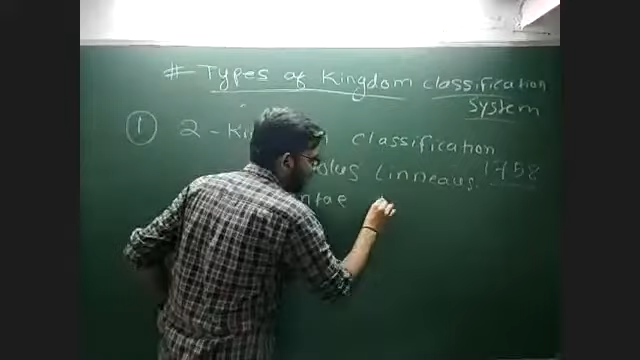 # Types of Kingdom classification
System
① 2 - Ki classification
olus Linneaus. 1758
ntae